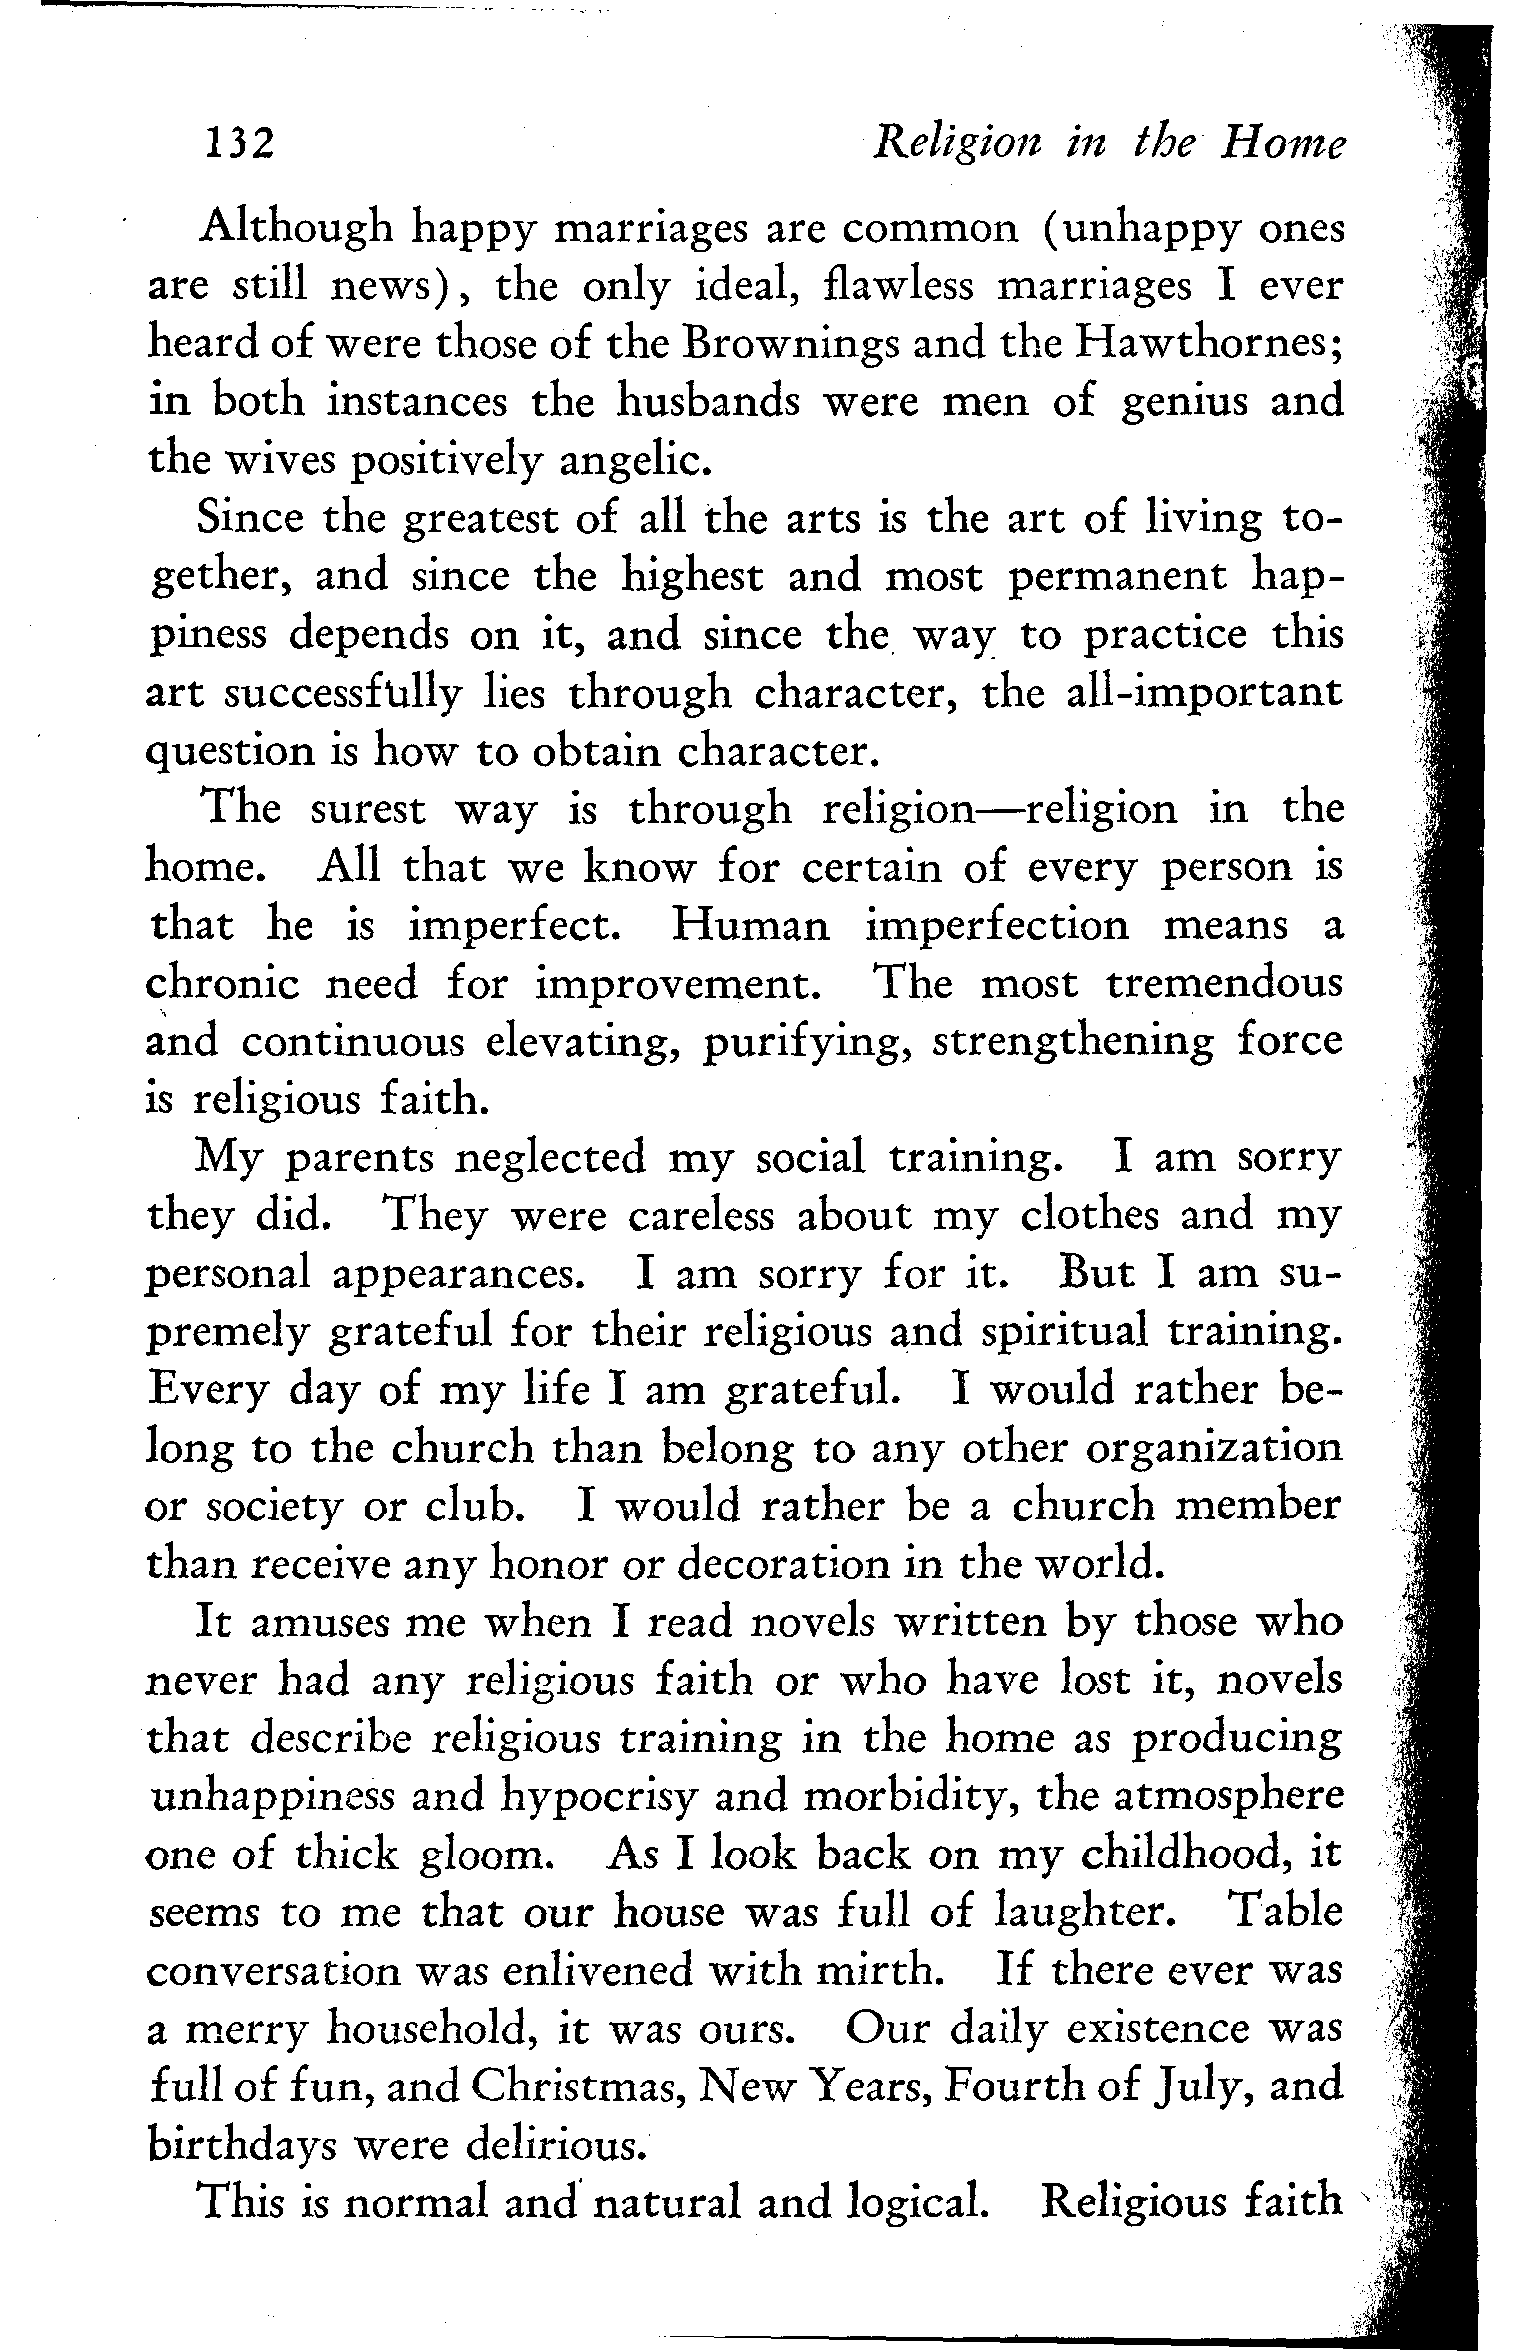 132 Religion in the Home
Although happy marriages are common (unhappy ones
are still news), the only ideal, flawless marriages I ever
heard of were those of the Brownings and the Hawthornes;
in both instances the husbands were men of genius and
the wives positively angelic.
Since the greatest of all the arts is the art of living to-
gether, and since the highest and most permanent hap-
piness depends on it, and since the way to practice this
art successfully lies through character, the all-important
question is how to obtain character.
The surest way is through religion—religion in the
home. All that we know for certain of every person is
that he is imperfect. Human imperfection means a
chronic need for improvement. The most tremendous
and continuous elevating, purifying, strengthening force
is religious faith.
My parents neglected my social training. I am sorry
they did. They were careless about my clothes and my
personal appearances. I am sorry for it. But I am su-
premely grateful for their religious and spiritual training.
Every day of my life I am grateful. I would rather be-
long to the church than belong to any other organization
or society or club. I would rather be a church member
than receive any honor or decoration in the world.
It amuses me when I read novels written by those who
never had any religious faith or who have lost it, novels
that describe religious training in the home as producing
unhappiness and hypocrisy and morbidity, the atmosphere
one of thick gloom. As I look back on my childhood, it
seems to me that our house was full of laughter. Table
conversation was enlivened with mirth. If there ever was
a merry household, it was ours. Our daily existence was
full of fun, and Christmas, New Years, Fourth of July, and
birthdays were delirious.
This is normal and natural and logical. Religious faith